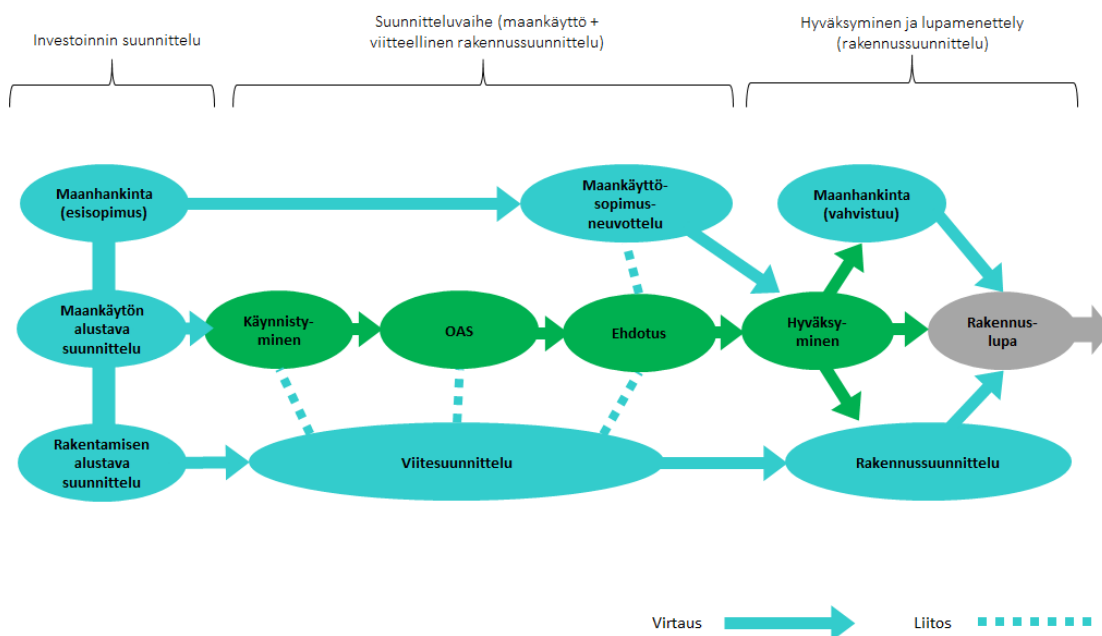 Investoinnin suunnittelu
Suunnitteluvaihe (maankäyttö +
viitteellinen rakennussuunnittelu)
Hyväksyminen ja lupamenettely
(rakennussuunnittelu)
Maanhankinta
(esisopimus)
Maankäyttö-
sopimus-
neuvottelu
Maanhankinta
(vahvistuu)
Maankäytön
alustava
suunnittelu
Käynnisty-
minen
OAS
Ehdotus
Hyväksy-
minen
Rakennus-
lupa
Rakentamisen
alustava
suunnittelu
Viitesuunnittelu
Rakennussuunnittelu
Virtaus
Liitos